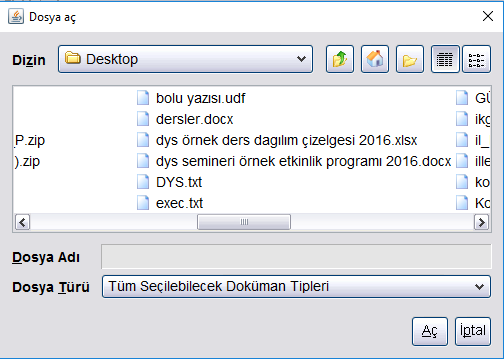 Dosya aç
Dizin
Desktop
bolu yazısı.udf
dersler.docx
dys örnek ders dagılım çizelgesi 2016.xlsx
dys semineri örnek etkinlik programı 2016.docx
DYS.txt
exec.txt
_P.zip
).zip
GÜ
ikg
il_
ille
ko
Ko
Dosya Adı
Dosya Türü
Tüm Seçilebilecek Doküman Tipleri
Aç
İptal